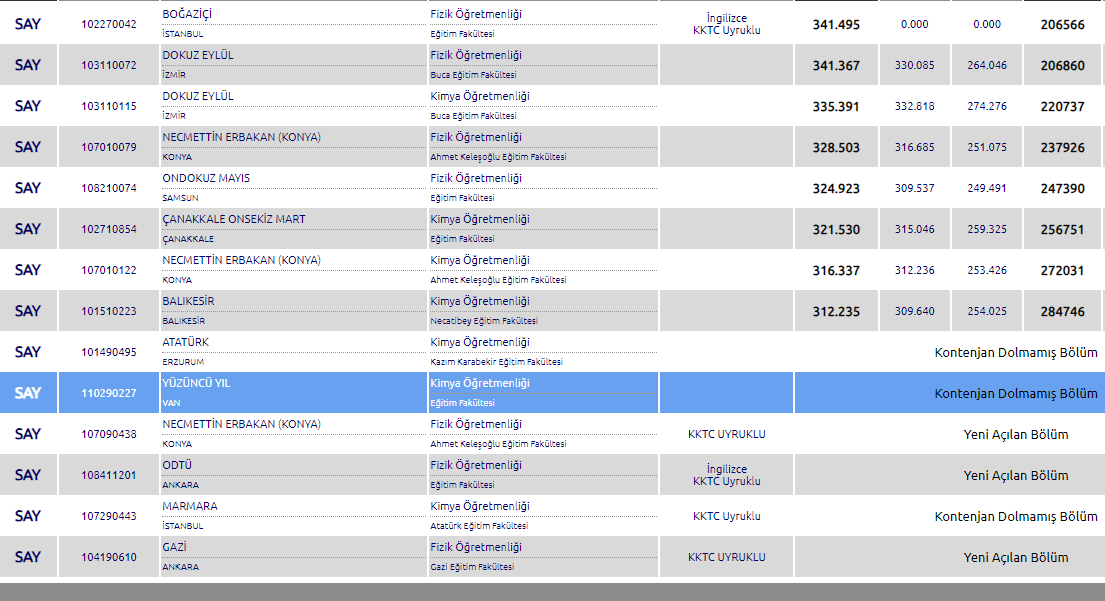 SAY 102270042 BOĞAZİÇİ Fizik Öğretmenliği İngilizce 341.495 0.000 0.000 206566
İSTANBUL Eğitim Fakültesi KKTC Uyruklu
SAY 103110072 DOKUZ EYLÜL Fizik Öğretmenliği 341.367 330.085 264.046 206860
İZMİR Buca Eğitim Fakültesi
SAY 103110115 DOKUZ EYLÜL Kimya Öğretmenliği 335.391 332.818 274.276 220737
İZMİR Buca Eğitim Fakültesi
SAY 107010079 NECMETTİN ERBAKAN (KONYA) Fizik Öğretmenliği 328.503 316.685 251.075 237926
KONYA Ahmet Keleşoğlu Eğitim Fakültesi
SAY 108210074 ONDOKUZ MAYIS Fizik Öğretmenliği 324.923 309.537 249.491 247390
SAMSUN Eğitim Fakültesi
SAY 102710854 ÇANAKKALE ONSEKİZ MART Kimya Öğretmenliği 321.530 315.046 259.325 256751
ÇANAKKALE Eğitim Fakültesi
SAY 107010122 NECMETTİN ERBAKAN (KONYA) Kimya Öğretmenliği 316.337 312.236 253.426 272031
KONYA Ahmet Keleşoğlu Eğitim Fakültesi
SAY 101510223 BALIKESİR Kimya Öğretmenliği 312.235 309.640 254.025 284746
BALIKESİR Necatibey Eğitim Fakültesi
SAY 101490495 ATATÜRK Kimya Öğretmenliği Kontenjan Dolmamış Bölüm
ERZURUM Kazım Karabekir Eğitim Fakültesi
SAY 110290227 YÜZÜNCÜ YIL Kimya Öğretmenliği Kontenjan Dolmamış Bölüm
VAN Eğitim Fakültesi
SAY 107090438 NECMETTİN ERBAKAN (KONYA) Fizik Öğretmenliği KKTC UYRUKLU Yeni Açılan Bölüm
KONYA Ahmet Keleşoğlu Eğitim Fakültesi
SAY 108411201 ODTÜ Fizik Öğretmenliği İngilizce Yeni Açılan Bölüm
ANKARA Eğitim Fakültesi KKTC Uyruklu
SAY 107290443 MARMARA Kimya Öğretmenliği KKTC Uyruklu Kontenjan Dolmamış Bölüm
İSTANBUL Atatürk Eğitim Fakültesi
SAY 104190610 GAZİ Fizik Öğretmenliği KKTC UYRUKLU Yeni Açılan Bölüm
ANKARA Gazi Eğitim Fakültesi